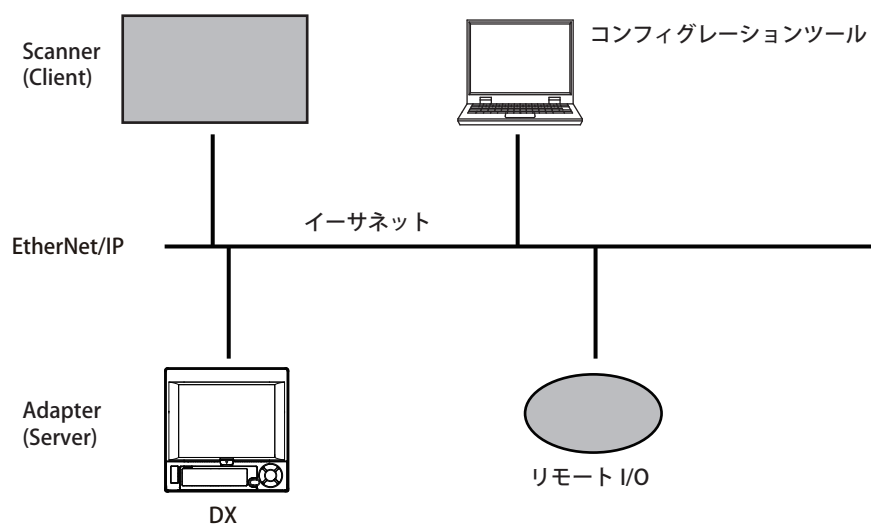 Scanner
(Client)
コンフィグレーションツール
イーサネット
EtherNet/IP
Adapter
(Server)
リモート I/O
DX